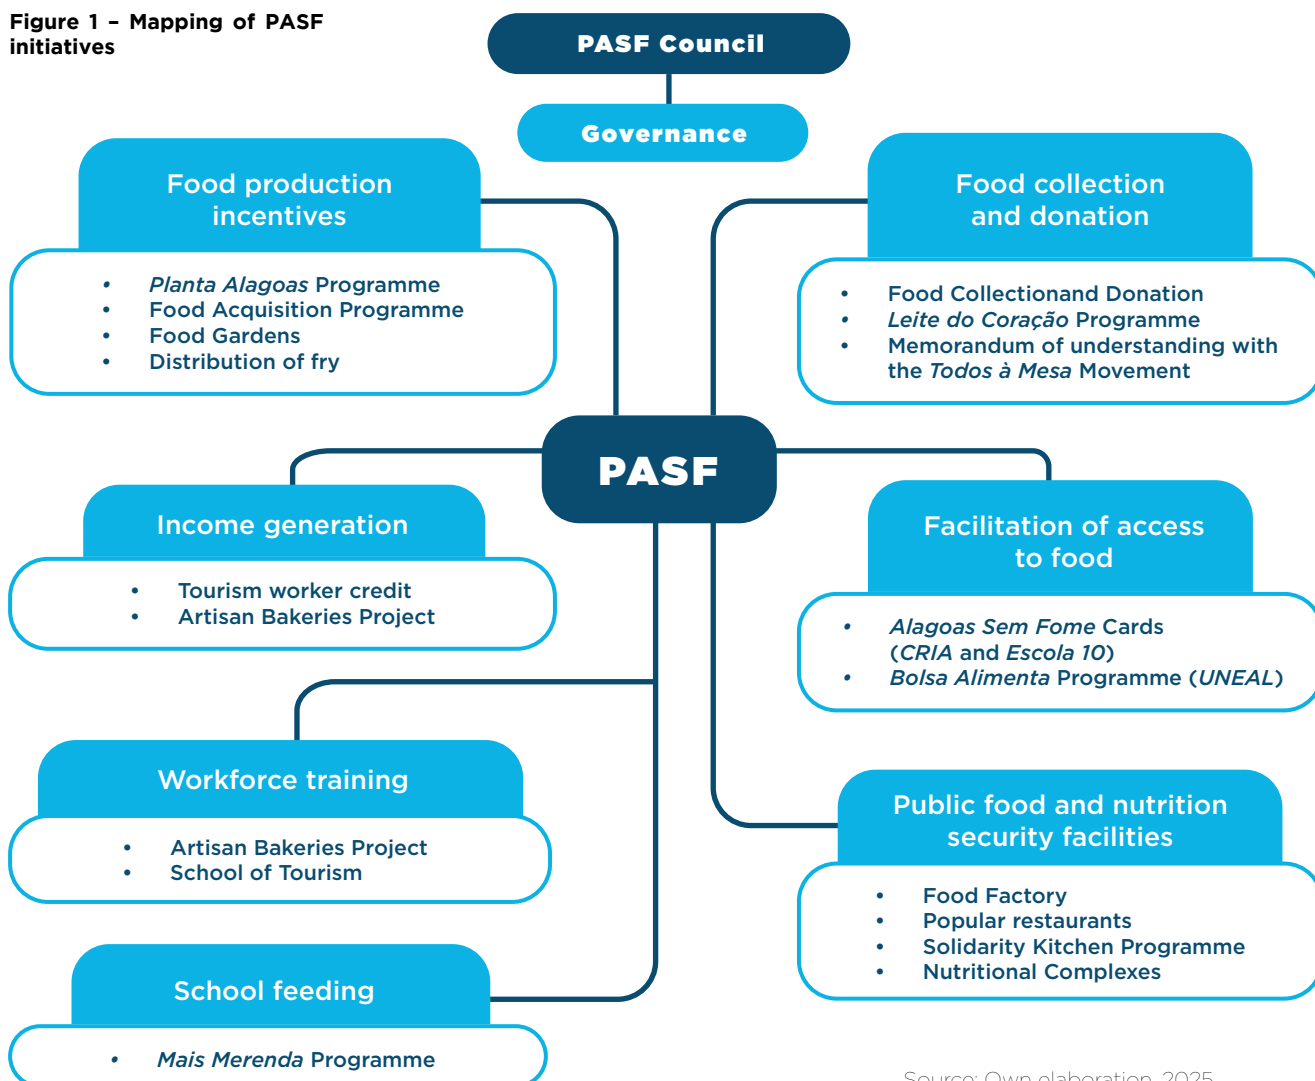 Figure 1 – Mapping of PASF
initiatives
PASF Council
Governance
Food production
incentives
• Planta Alagoas Programme
• Food Acquisition Programme
• Food Gardens
• Distribution of fry
Food collection
and donation
• Food Collectionand Donation
• Leite do Coração Programme
• Memorandum of understanding with
the Todos à Mesa Movement
PASF
Income generation
• Tourism worker credit
• Artisan Bakeries Project
Facilitation of access
to food
• Alagoas Sem Fome Cards
(CRIA and Escola 10)
• Bolsa Alimenta Programme (UNEAL)
Workforce training
• Artisan Bakeries Project
• School of Tourism
Public food and nutrition
security facilities
• Food Factory
• Popular restaurants
• Solidarity Kitchen Programme
• Nutritional Complexes
School feeding
• Mais Merenda Programme
Source: Own elaboration, 2025